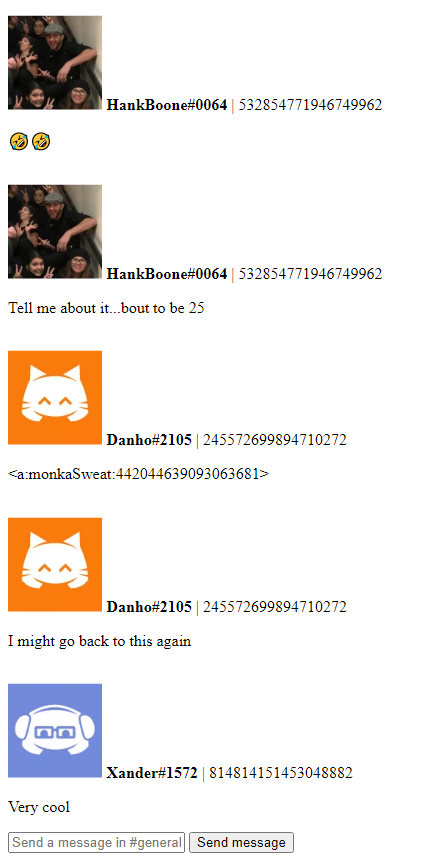 HankBoone#0064 | 532854771946749962
🤣🤣
HankBoone#0064 | 532854771946749962
Tell me about it...bout to be 25
Danho#2105 | 245572699894710272
<a:monkaSweat:442044639093063681>
Danho#2105 | 245572699894710272
I might go back to this again
Xander#1572 | 814814151453048882
Very cool
Send a message in #general Send message